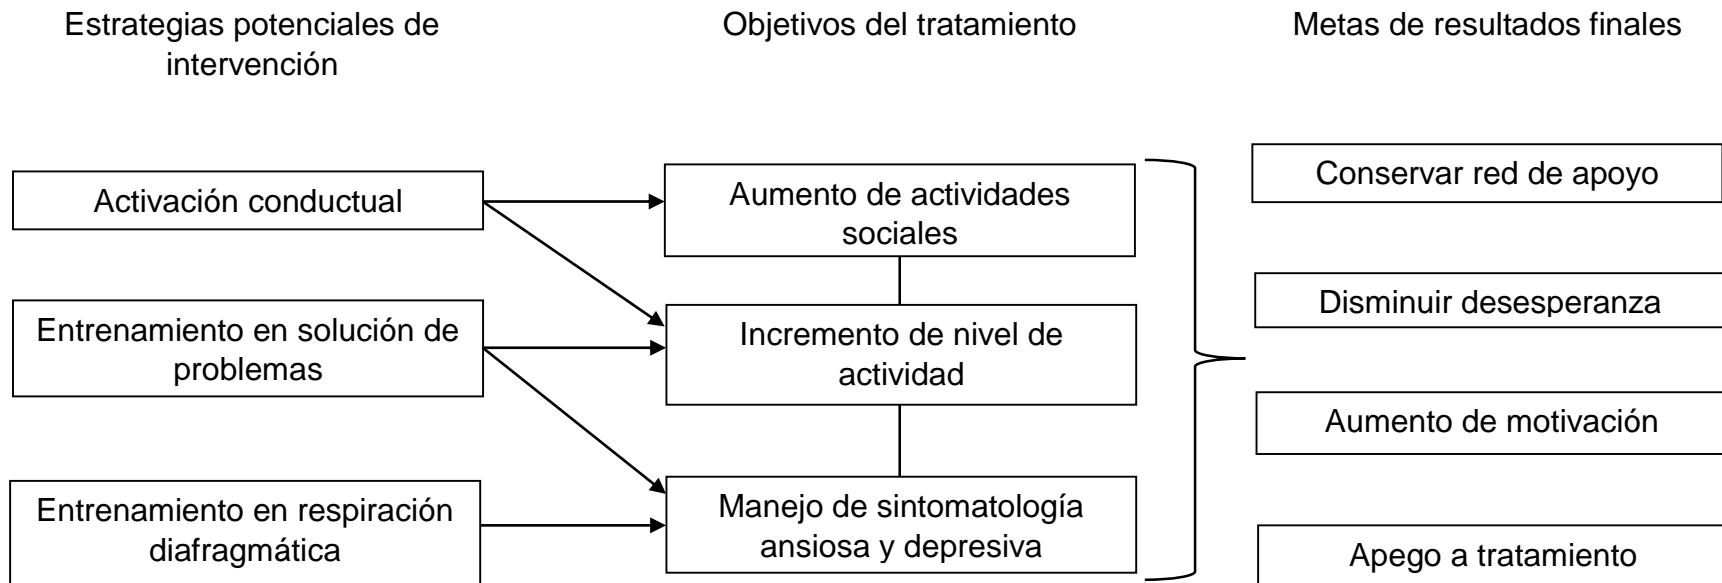 Estrategias potenciales de
intervención
Objetivos del tratamiento
Metas de resultados finales
Activación conductual
Entrenamiento en solución de
problemas
Entrenamiento en respiración
diafragmática
Aumento de actividades
sociales
Incremento de nivel de
actividad
Manejo de sintomatología
ansiosa y depresiva
Conservar red de apoyo
Disminuir desesperanza
Aumento de motivación
Apego a tratamiento